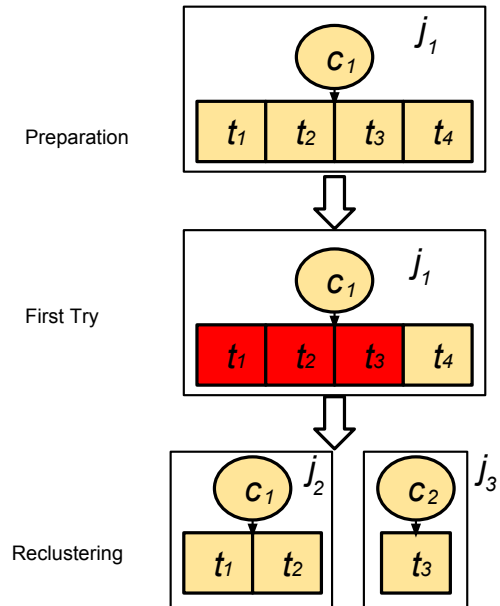 j1
c1
Preparation
t1 t2 t3 t4
j1
c1
First Try
t1 t2 t3 t4
j2 j3
c1 c2
Reclustering
t1 t2 t3